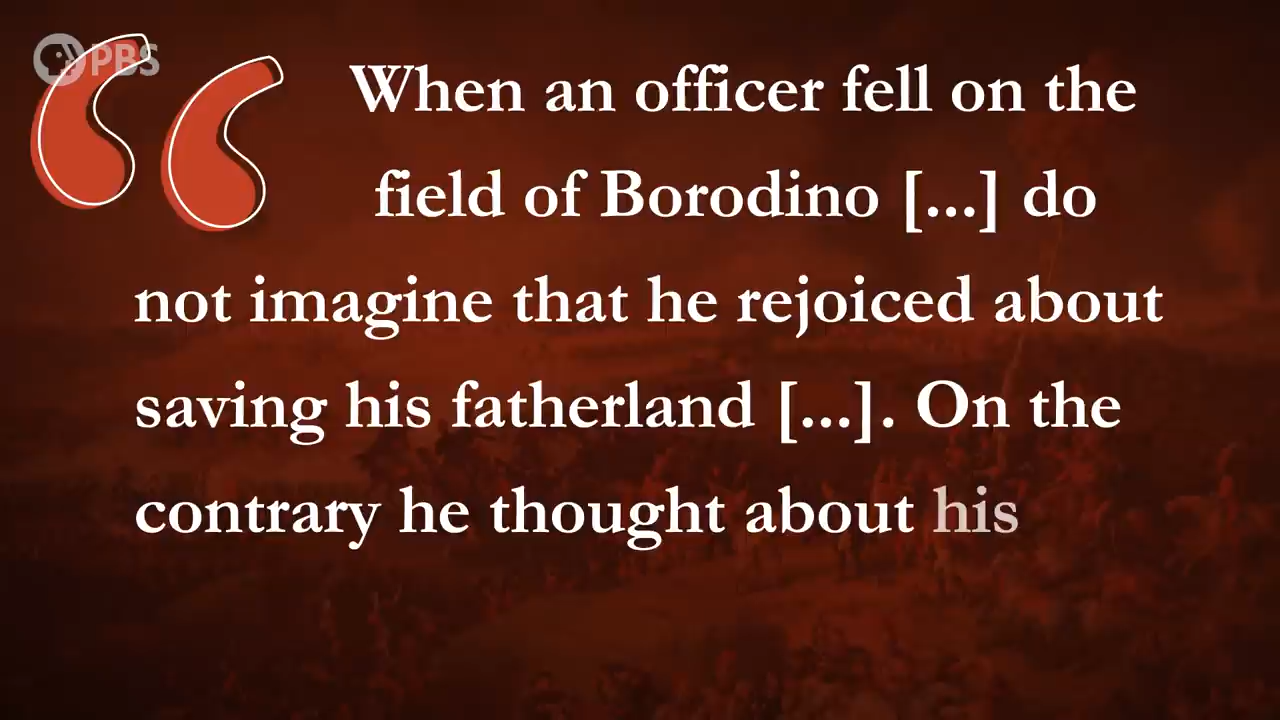 PBS
When an officer fell on the
field of Borodino [...] do
not imagine that he rejoiced about
saving his fatherland [...]. On the
contrary he thought about his